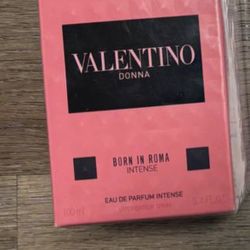 VALENTINO
DONNA
BORN IN ROMA
INTENSE
EAU DE PARFUM INTENSE
100ml